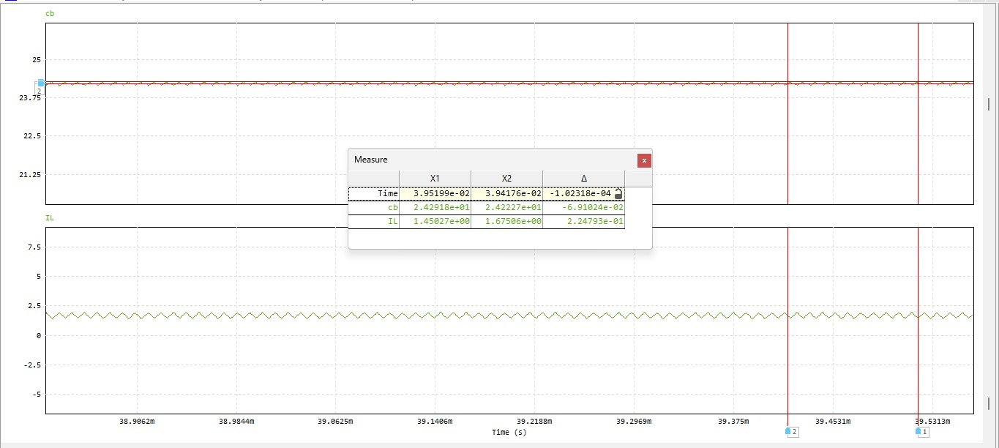 cb
25
2
23.75
22.5
21.25
Measure
x
X1 X2 Δ
Time 3.95199e-02 3.94176e-02 -1.02318e-04
cb 2.42918e+01 2.42227e+01 -6.91024e-02
IL 1.45027e+00 1.67506e+00 2.24793e-01
IL
7.5
5
2.5
0
-2.5
-5
38.9062m 38.9844m 39.0625m 39.1406m 39.2188m 39.2969m 39.375m 39.4531m 39.5313m
Time (s)
2 1